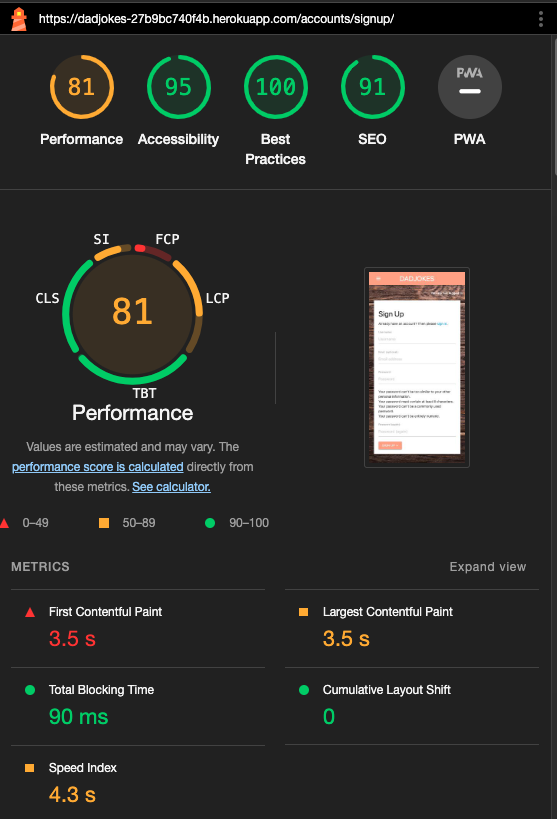 https://dadjokes-27b9bc740f4b.herokuapp.com/accounts/signup/
81
95
100
91
PWA
Performance
Accessibility
Best
Practices
SEO
PWA
SI
FCP
CLS
81
LCP
TBT
Performance
Values are estimated and may vary. The
performance score is calculated directly from
these metrics. See calculator.
0–49
50–89
90–100
DADJOKES
Sign Up
METRICS
Expand view
First Contentful Paint
3.5 s
Largest Contentful Paint
3.5 s
Total Blocking Time
90 ms
Cumulative Layout Shift
0
Speed Index
4.3 s